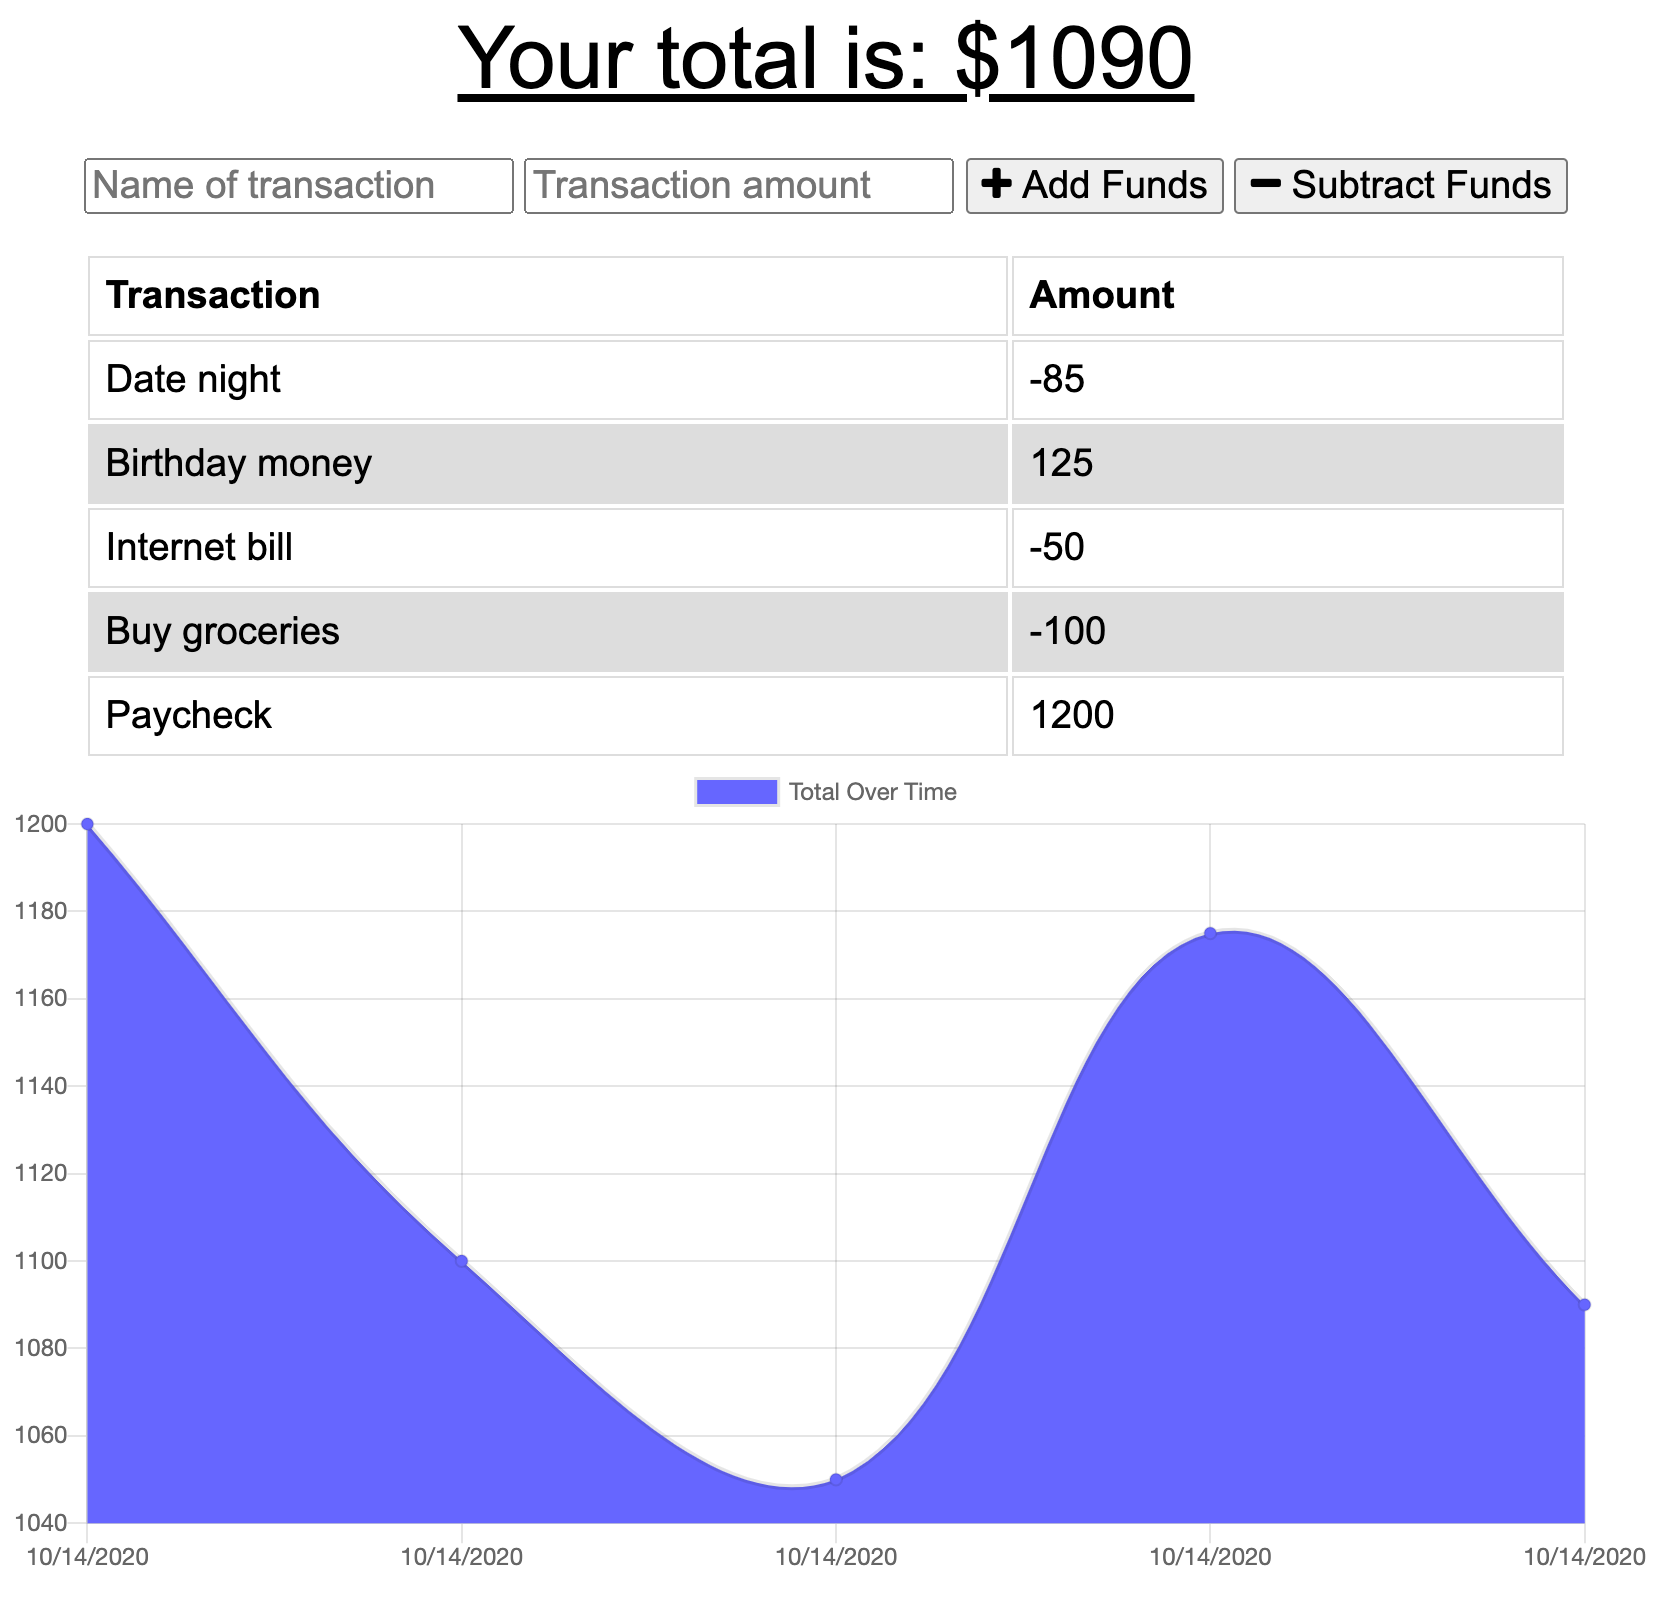 Your total is: $1090
Name of transaction Transaction amount Add Funds Subtract Funds
Transaction Amount
Date night -85
Birthday money 125
Internet bill -50
Buy groceries -100
Paycheck 1200
Total Over Time
1200
1180
1160
1140
1120
1100
1080
1060
1040
10/14/2020 10/14/2020 10/14/2020 10/14/2020 10/14/2020